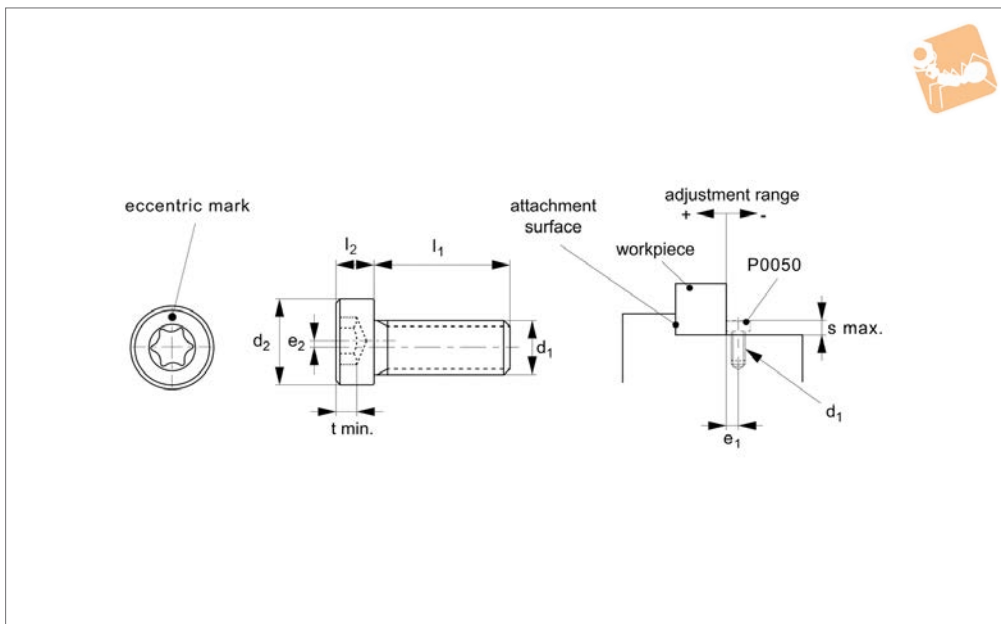 eccentric mark
l₂
l₁
d₂
e₂
d₁
t min.
attachment
surface
workpiece
adjustment range
+
-
P0050
s max.
d₁
e₁